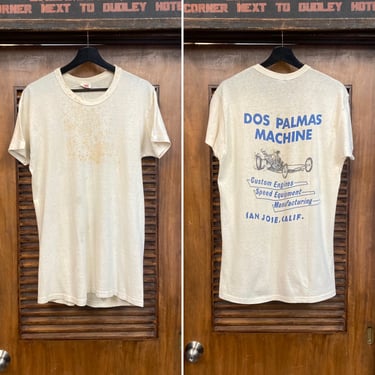 CORNER NEXT TO DUDLEY HOTE
CORNER NEXT TO DUDLEY HOTE
DOS PALMAS
MACHINE
Custom Engines
Speed Equipment
Manufacturing
SAN JOSE, CALIF.